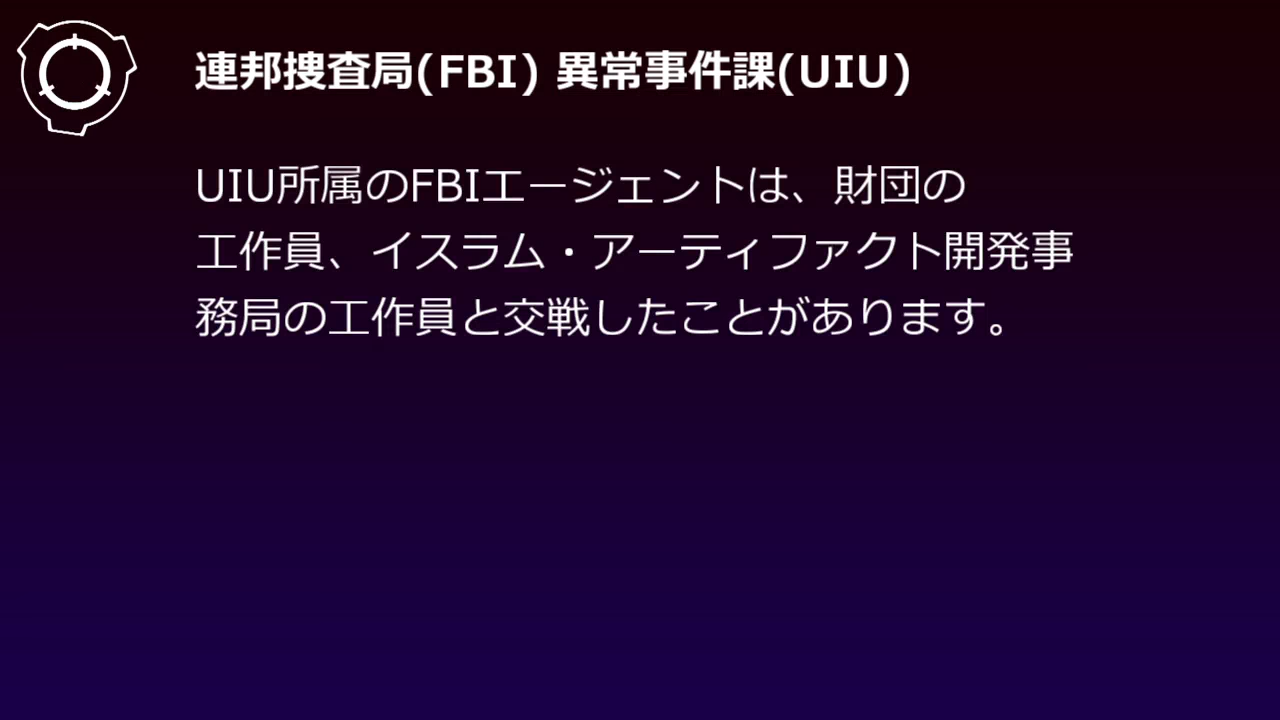 連邦捜査局(FBI) 異常事件課(UIU)
UIU所属のFBIエージェントは、財団の
工作員、イスラム・アーティファクト開発事
務局の工作員と交戦したことがあります。